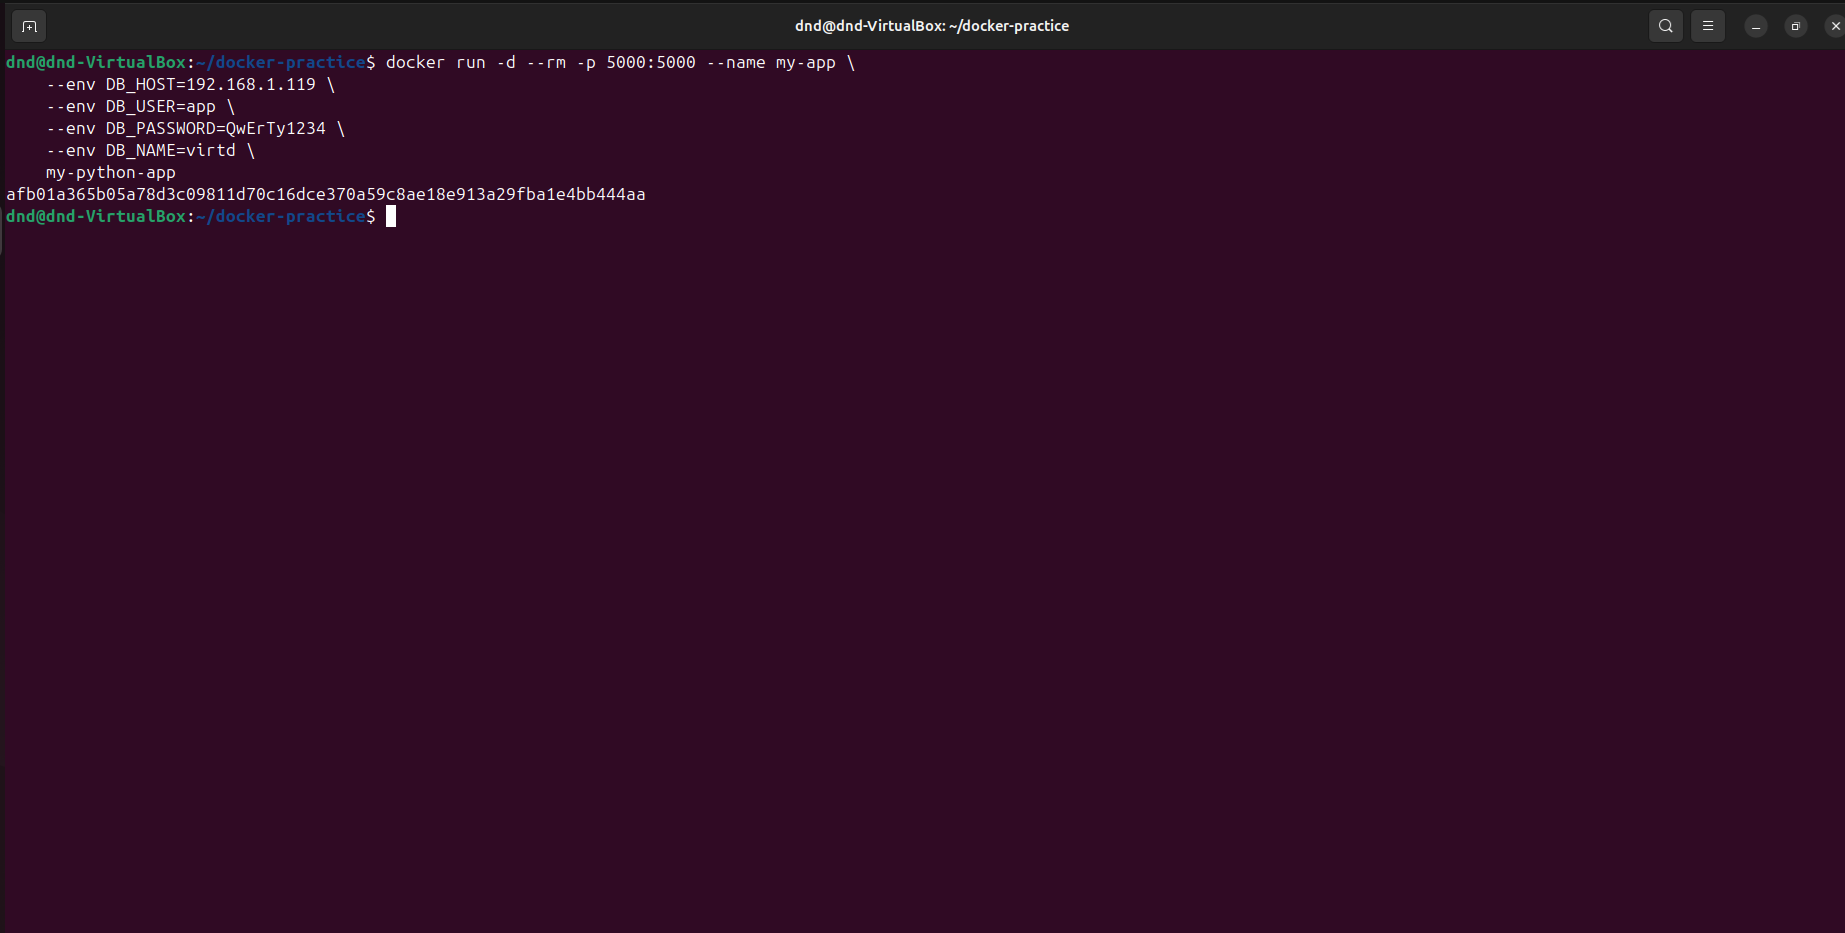 dnd@dnd-VirtualBox: ~/docker-practice
dnd@dnd-VirtualBox:~/docker-practice$ docker run -d --rm -p 5000:5000 --name my-app \
    --env DB_HOST=192.168.1.119 \
    --env DB_USER=app \
    --env DB_PASSWORD=QwErTy1234 \
    --env DB_NAME=virtd \
    my-python-app
afb01a365b05a78d3c09811d70c16dce370a59c8ae18e913a29fba1e4bb444aa
dnd@dnd-VirtualBox:~/docker-practice$